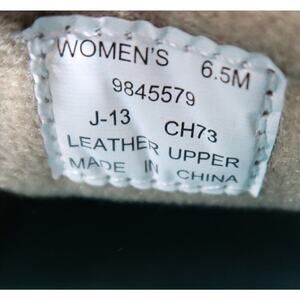 WOMEN'S 6.5M
9845579
J-13 CH73
LEATHER UPPER
MADE IN CHINA